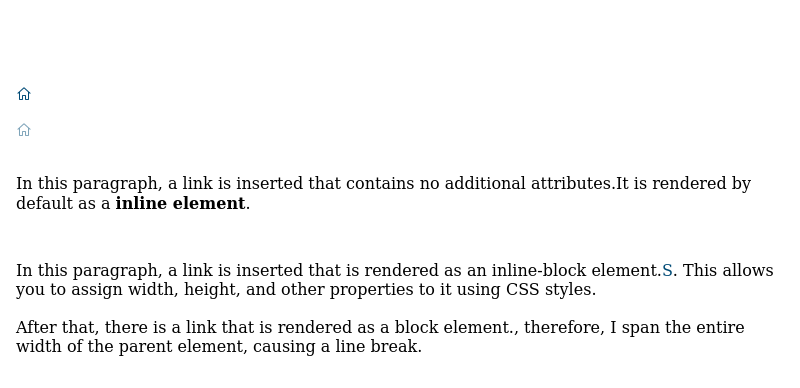 In this paragraph, a link is inserted that contains no additional attributes.It is rendered by
default as a inline element.
In this paragraph, a link is inserted that is rendered as an inline-block element.S. This allows
you to assign width, height, and other properties to it using CSS styles.
After that, there is a link that is rendered as a block element., therefore, I span the entire
width of the parent element, causing a line break.